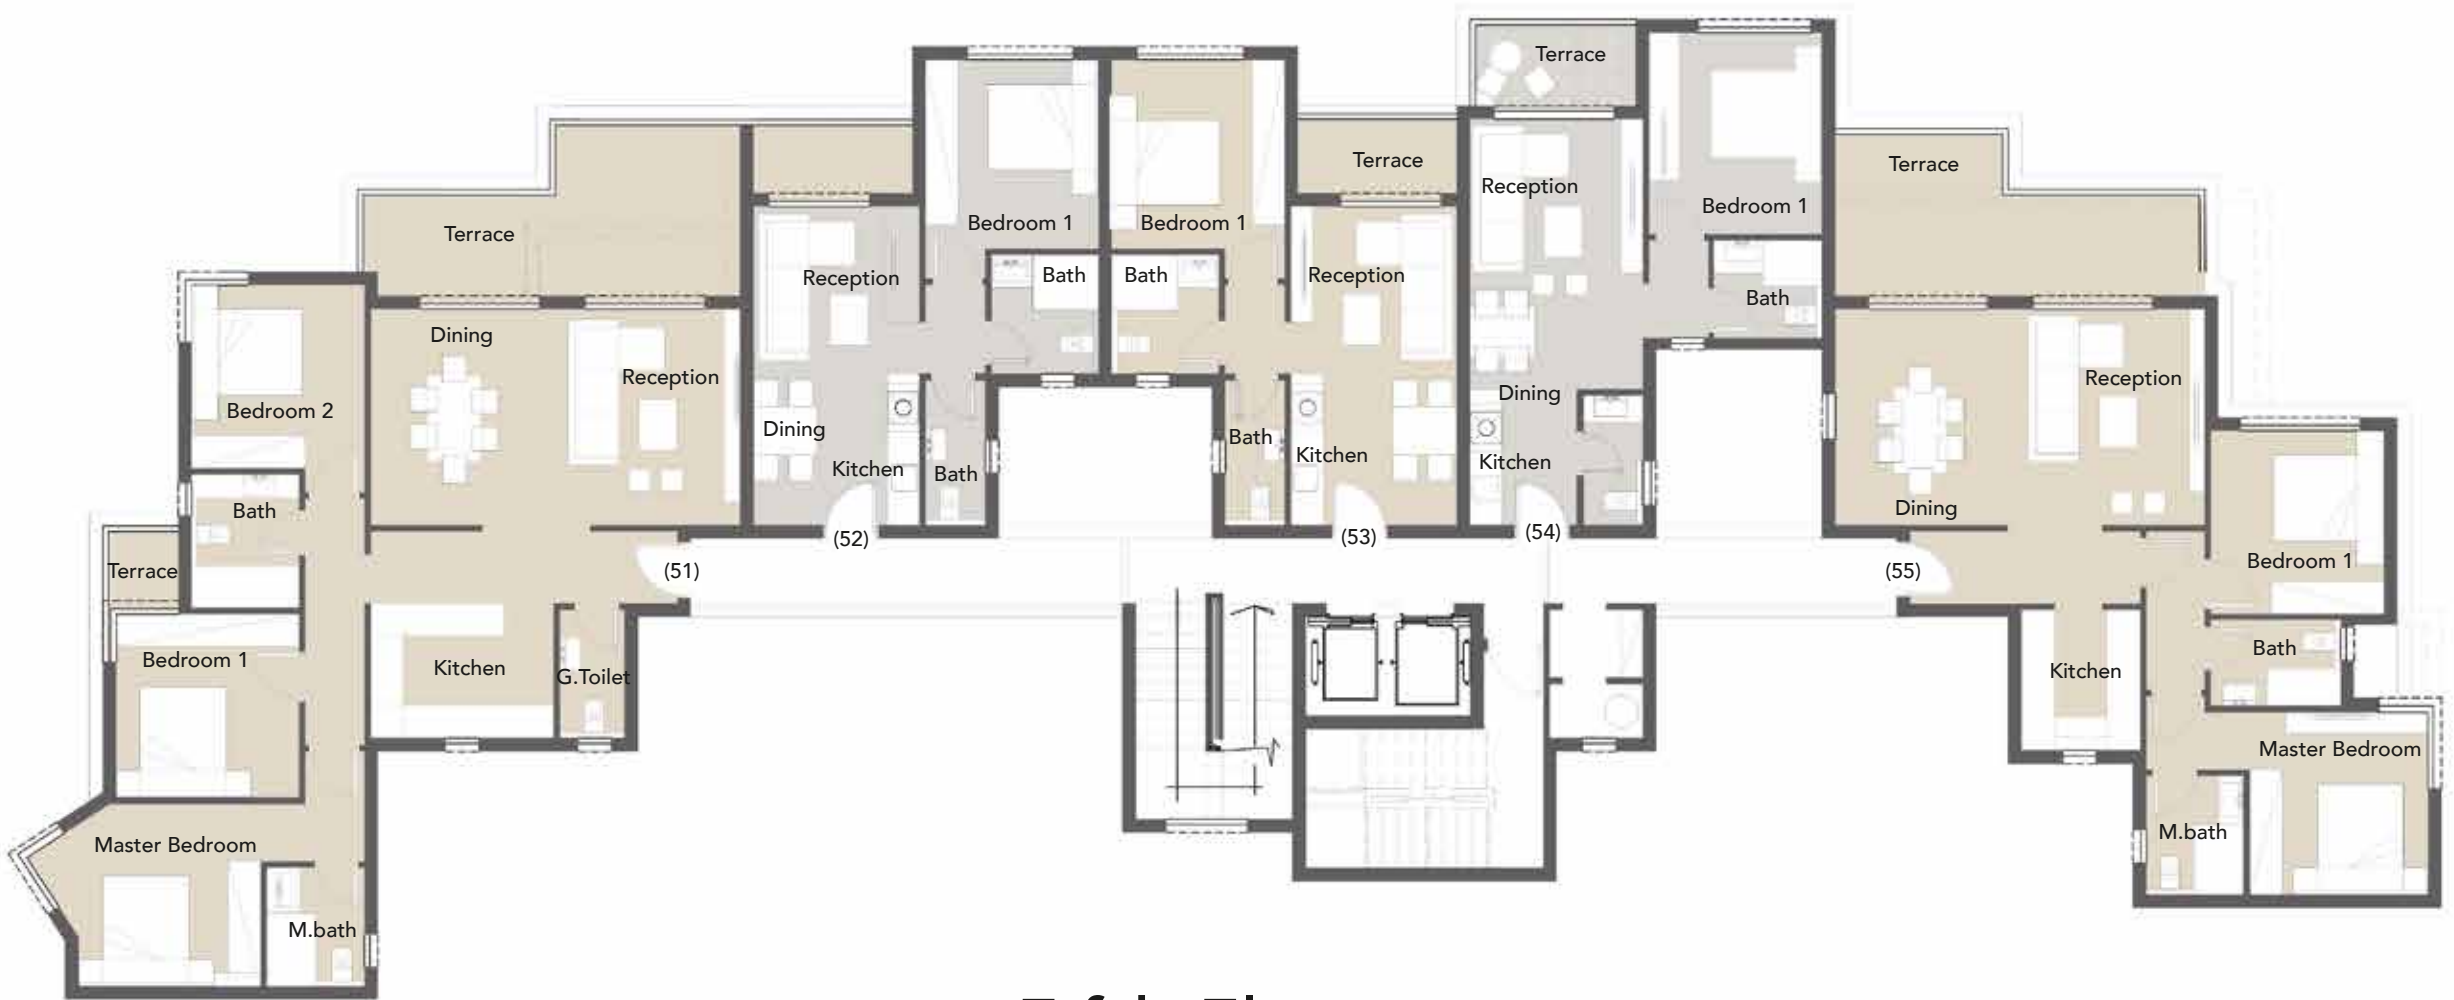 Terrace
Bedroom 1
Terrace
Terrace
Reception
Bedroom 1
Terrace
Bedroom 1
Bedroom 1
Reception
Bath
Bath
Reception
Bath
Dining
Reception
Bedroom 2
Dining
Kitchen
Bath
Bath
Kitchen
Dining
Kitchen
Reception
Dining
Bath
Terrace
(51)
(52)
(53)
(54)
(55)
Bedroom 1
Bedroom 1
Kitchen
G.Toilet
Kitchen
Bath
Master Bedroom
M.bath
Master Bedroom
M.bath